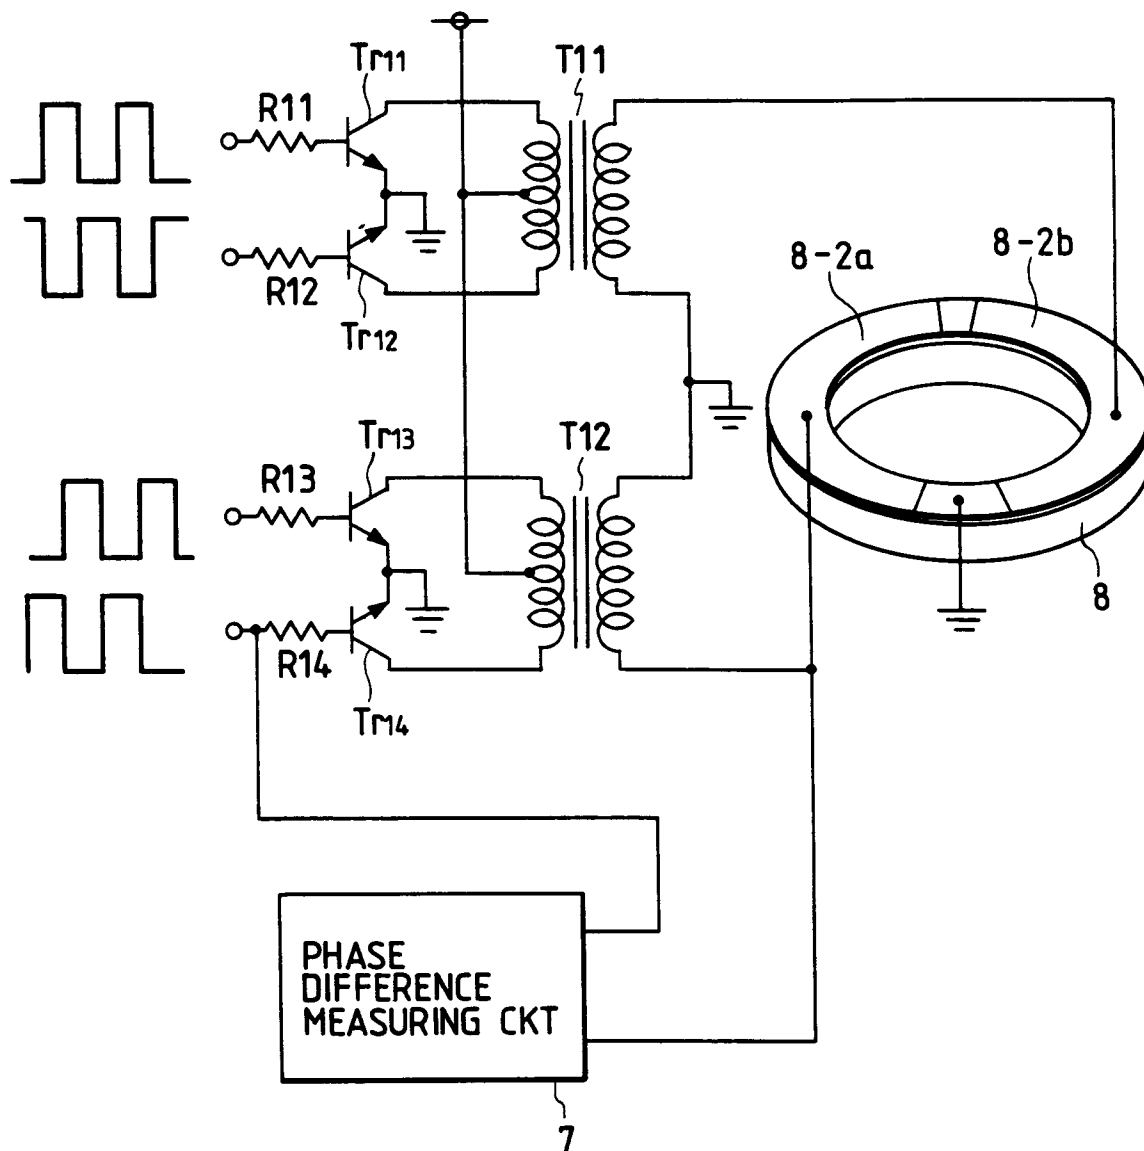 Tr11
T11
R11
8-2a
8-2b
R12
Tr12
Tr13
T12
R13
8
R14
Tr14
PHASE
DIFFERENCE
MEASURING CKT
7